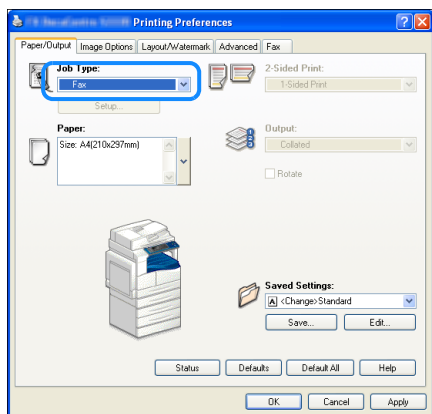 Printing Preferences
Paper/Output Image Options Layout/Watermark Advanced Fax
Job Type:
Fax
Setup...
2-Sided Print:
1-Sided Print
Paper:
Size: A4(210x297mm)
Output:
Collated
Rotate
Saved Settings:
A <Change>Standard
Save... Edit...
Status Defaults Default All Help
OK Cancel Apply